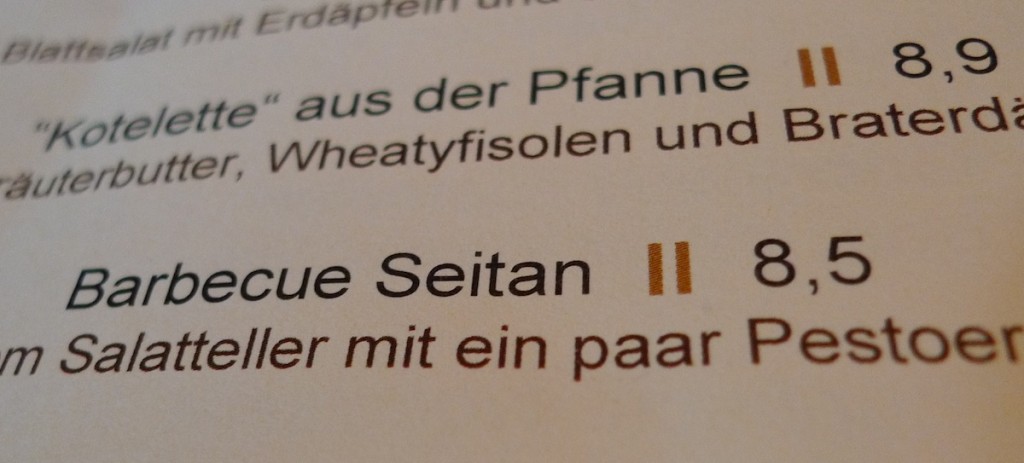 Blattsalat mit Erdäpfeln und
"Kotelette“ aus der Pfanne II 8,9
räuterbutter, Wheatyfisolen und Braterdä
Barbecue Seitan II 8,5
m Salatteller mit ein paar Pestoer